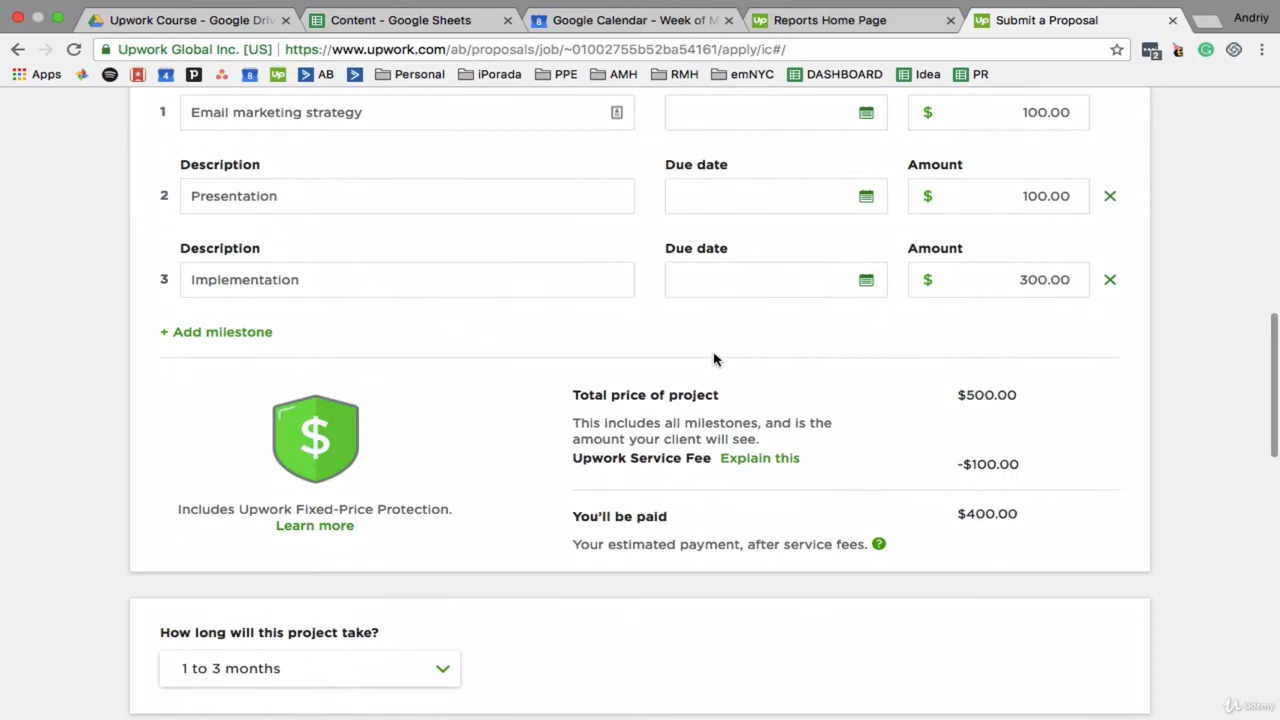 Upwork Course - Google Driv
Content - Google Sheets
Google Calendar - Week of M
Reports Home Page
Submit a Proposal
Andriy
Upwork Global Inc. [US]
https://www.upwork.com/ab/proposals/job/~01002755b52ba54161/apply/ic#/
2
Apps
4
8
Up
AB
Personal
iPorada
PPE
AMH
RMH
emNYC
DASHBOARD
Idea
PR
1 Email marketing strategy $ 100.00
Description Due date Amount
2 Presentation $ 100.00
Description Due date Amount
3 Implementation $ 300.00
+ Add milestone
Total price of project $500.00
This includes all milestones, and is the
amount your client will see.
Upwork Service Fee Explain this -$100.00
$
Includes Upwork Fixed-Price Protection.
Learn more
You'll be paid $400.00
Your estimated payment, after service fees. ?
How long will this project take?
1 to 3 months
Udemy